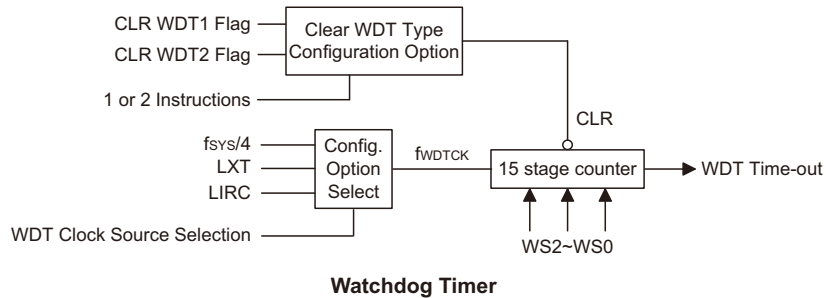 CLR WDT1 Flag
CLR WDT2 Flag
Clear WDT Type
Configuration Option
1 or 2 Instructions
CLR
fSYS/4
LXT
LIRC
Config.
Option
Select
fWDTCK
15 stage counter
WDT Time-out
WDT Clock Source Selection
WS2~WS0
Watchdog Timer